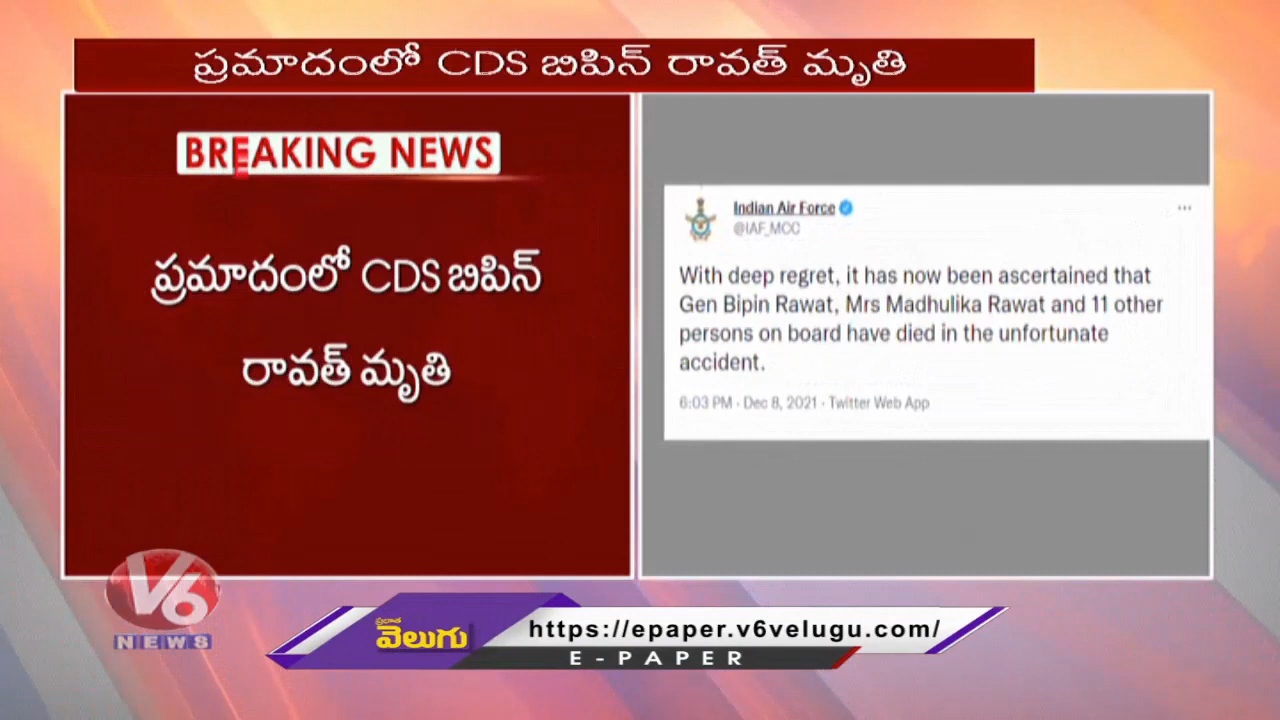 ప్రమాదంలో CDS బిపిన్ రావత్ మృతి
BREAKING NEWS
ప్రమాదంలో CDS బిపిన్
రావత్ మృతి
Indian Air Force
@IAF_MCC
With deep regret, it has now been ascertained that
Gen Bipin Rawat, Mrs Madhulika Rawat and 11 other
persons on board have died in the unfortunate
accident.
6:03 PM · Dec 8, 2021 · Twitter Web App
V6
NEWS
ప్రభాత
వెలుగు
https://epaper.v6velugu.com/
E-PAPER